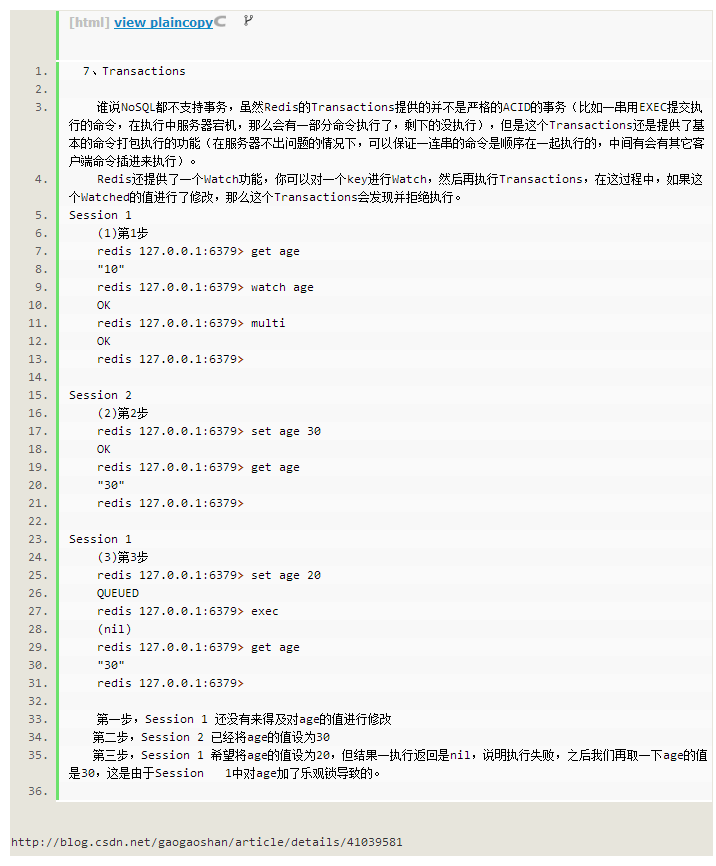 [html] view plaincopy
1. 7、Transactions
2.
3. 谁说NoSQL都不支持事务，虽然Redis的Transactions提供的并不是严格的ACID的事务（比如一串用EXEC提交执
行的命令，在执行中服务器宕机，那么会有一部分命令执行了，剩下的没执行），但是这个Transactions还是提供了基
本的命令打包执行的功能（在服务器不出问题的情况下，可以保证一连串的命令是顺序在一起执行的，中间有会有其它客
户端命令插进来执行）。
4. Redis还提供了一个Watch功能，你可以对一个key进行Watch，然后再执行Transactions，在这过程中，如果这
个Watched的值进行了修改，那么这个Transactions会发现并拒绝执行。
5. Session 1
6. (1)第1步
7. redis 127.0.0.1:6379> get age
8. "10"
9. redis 127.0.0.1:6379> watch age
10. OK
11. redis 127.0.0.1:6379> multi
12. OK
13. redis 127.0.0.1:6379>
14.
15. Session 2
16. (2)第2步
17. redis 127.0.0.1:6379> set age 30
18. OK
19. redis 127.0.0.1:6379> get age
20. "30"
21. redis 127.0.0.1:6379>
22.
23. Session 1
24. (3)第3步
25. redis 127.0.0.1:6379> set age 20
26. QUEUED
27. redis 127.0.0.1:6379> exec
28. (nil)
29. redis 127.0.0.1:6379> get age
30. "30"
31. redis 127.0.0.1:6379>
32.
33. 第一步，Session 1 还没有来得及对age的值进行修改
34. 第二步，Session 2 已经将age的值设为30
35. 第三步，Session 1 希望将age的值设为20，但结果一执行返回是nil，说明执行失败，之后我们再取一下age的值
是30，这是由于Session 1中对age加了乐观锁导致的。
36.
http://blog.csdn.net/gaogaoshan/article/details/41039581